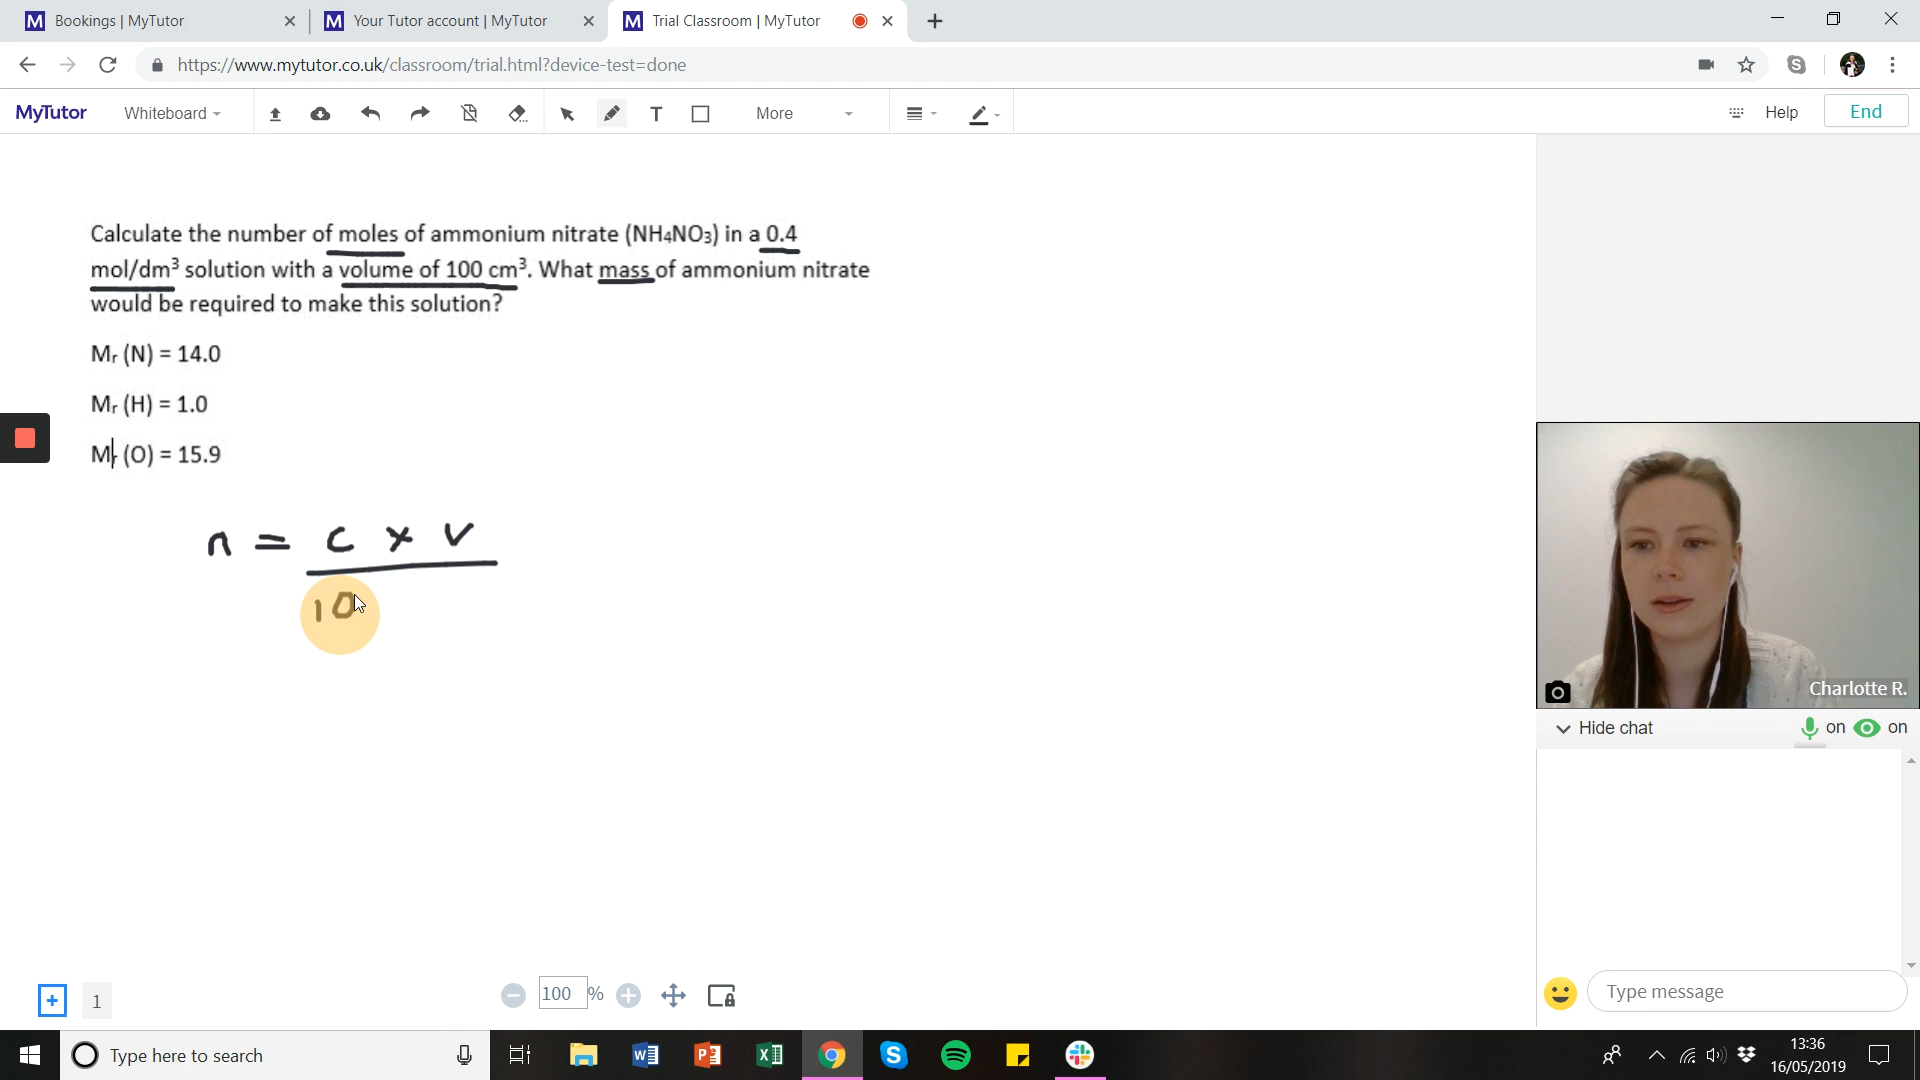 Bookings | MyTutor
Your Tutor account | MyTutor
Trial Classroom | MyTutor
https://www.mytutor.co.uk/classroom/trial.html?device-test=done
MyTutor Whiteboard T More Help End
Calculate the number of moles of ammonium nitrate (NH₄NO₃) in a 0.4
mol/dm³ solution with a volume of 100 cm³. What mass of ammonium nitrate
would be required to make this solution?
Mᵣ (N) = 14.0
Mᵣ (H) = 1.0
Mᵣ (O) = 15.9
n = c × v
10
Charlotte R.
Hide chat on on
Type message
1
100 %
Type here to search
13:36
16/05/2019